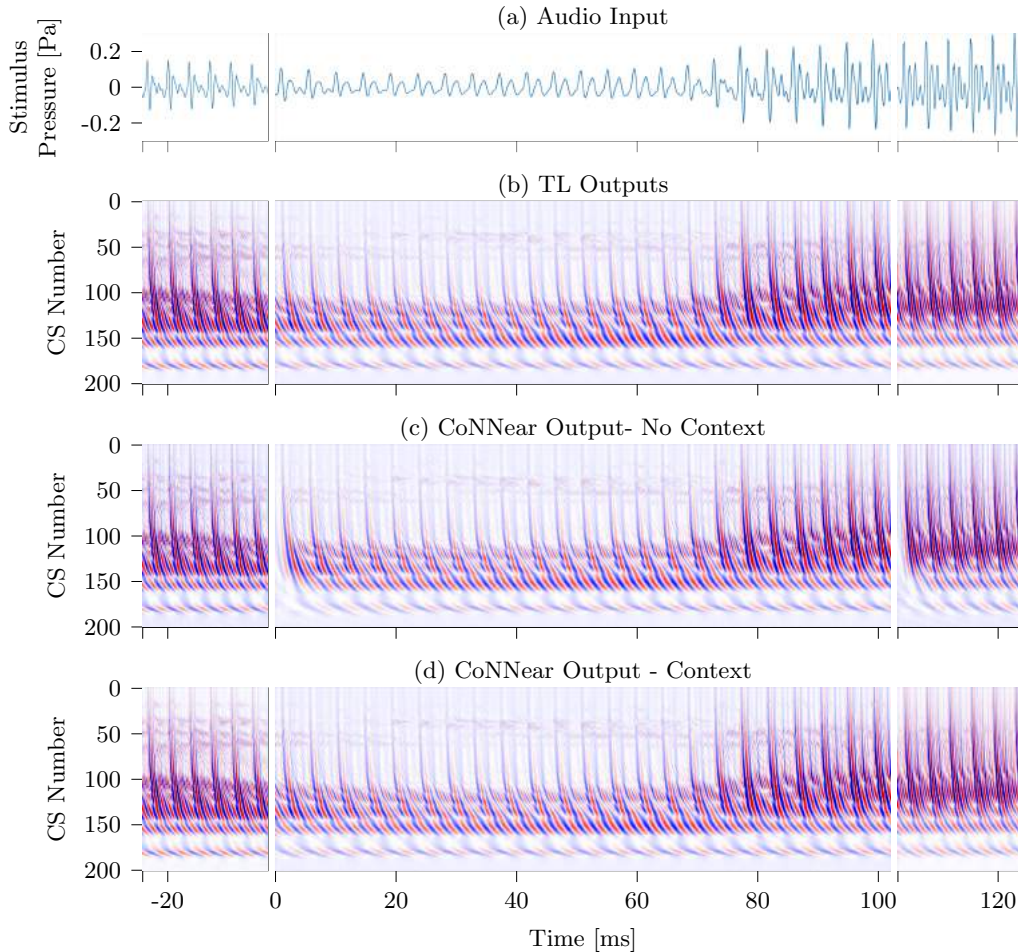 (a) Audio Input
Stimulus
Pressure [Pa]
0.2
0
-0.2
(b) TL Outputs
CS Number
0
50
100
150
200
(c) CoNNear Output- No Context
CS Number
0
50
100
150
200
(d) CoNNear Output - Context
CS Number
0
50
100
150
200
-20
0
20
40
60
80
100
120
Time [ms]